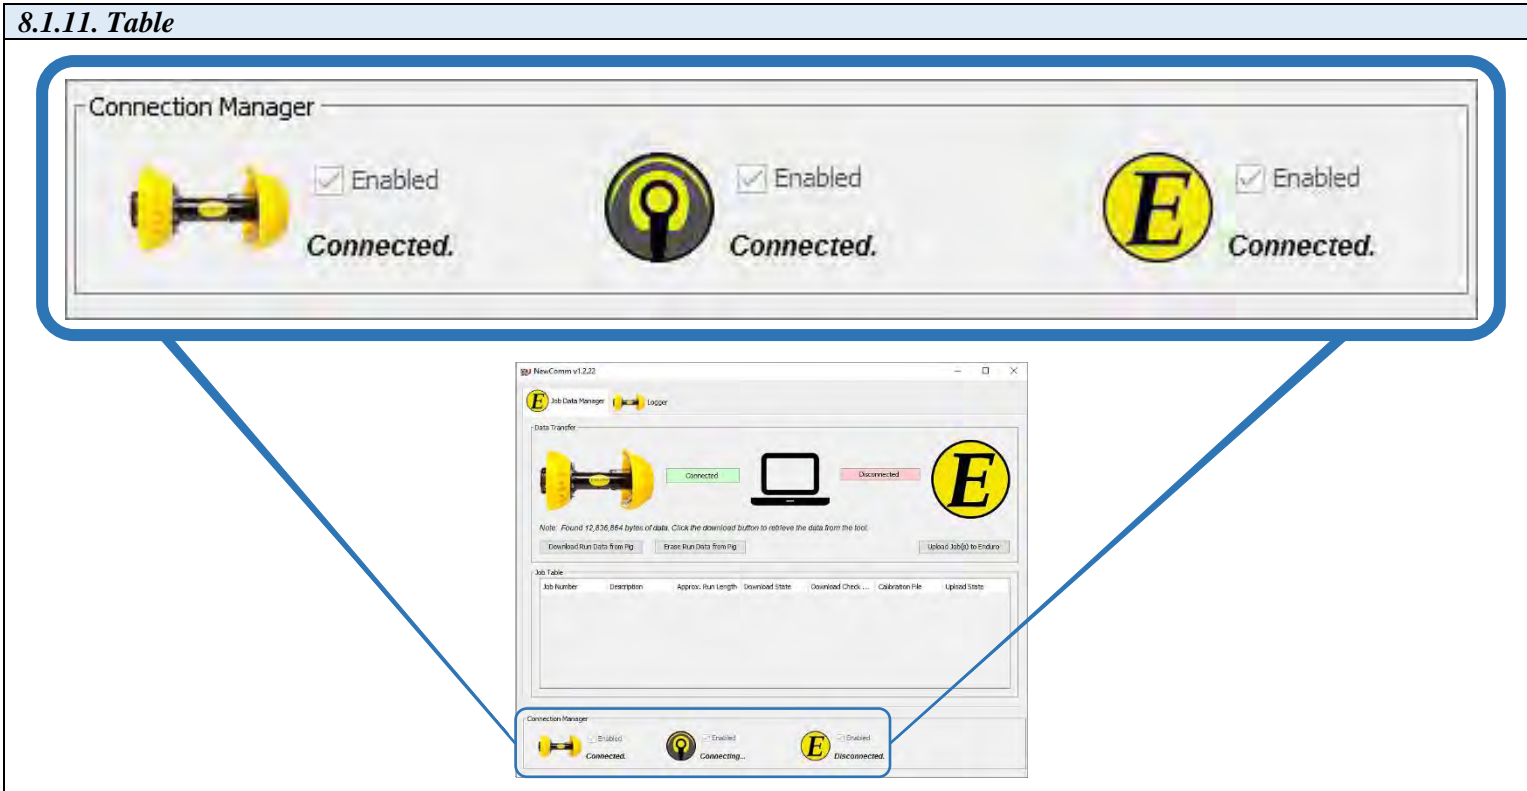 8.1.11. Table
Connection Manager
Enabled
Connected.
Enabled
Connected.
E
Enabled
Connected.
NewComm v1.2.22
E Job Data Manager
Logger
Data Transfer
Connected
Disconnected
E
Note: Found 12,836,864 bytes of data. Click the download button to retrieve the data from the tool.
Download Run Data from Pig
Erase Run Data from Pig
Upload Job(s) to Enduro
Job Table
Job Number Description Approx. Run Length Download State Download Check ... Calibration File Upload State
Connection Manager
Enabled
Connected.
Enabled
Connecting...
E
Enabled
Disconnected.